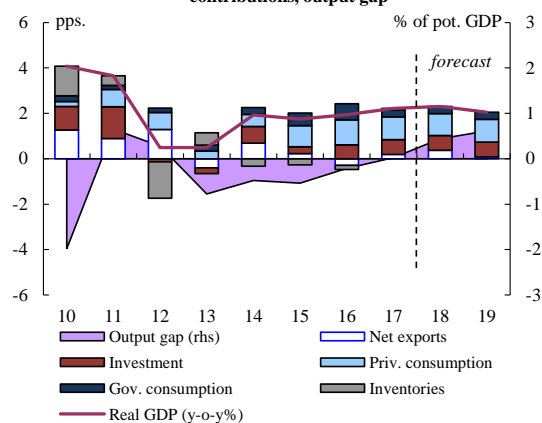 contributions, output gap
pps. % of pot. GDP
forecast
6 3
4 2
2 1
0 0
-2 -1
-4 -2
-6 -3
10 11 12 13 14 15 16 17 18 19
Output gap (rhs) Net exports
Investment Priv. consumption
Gov. consumption Inventories
Real GDP (y-o-y%)